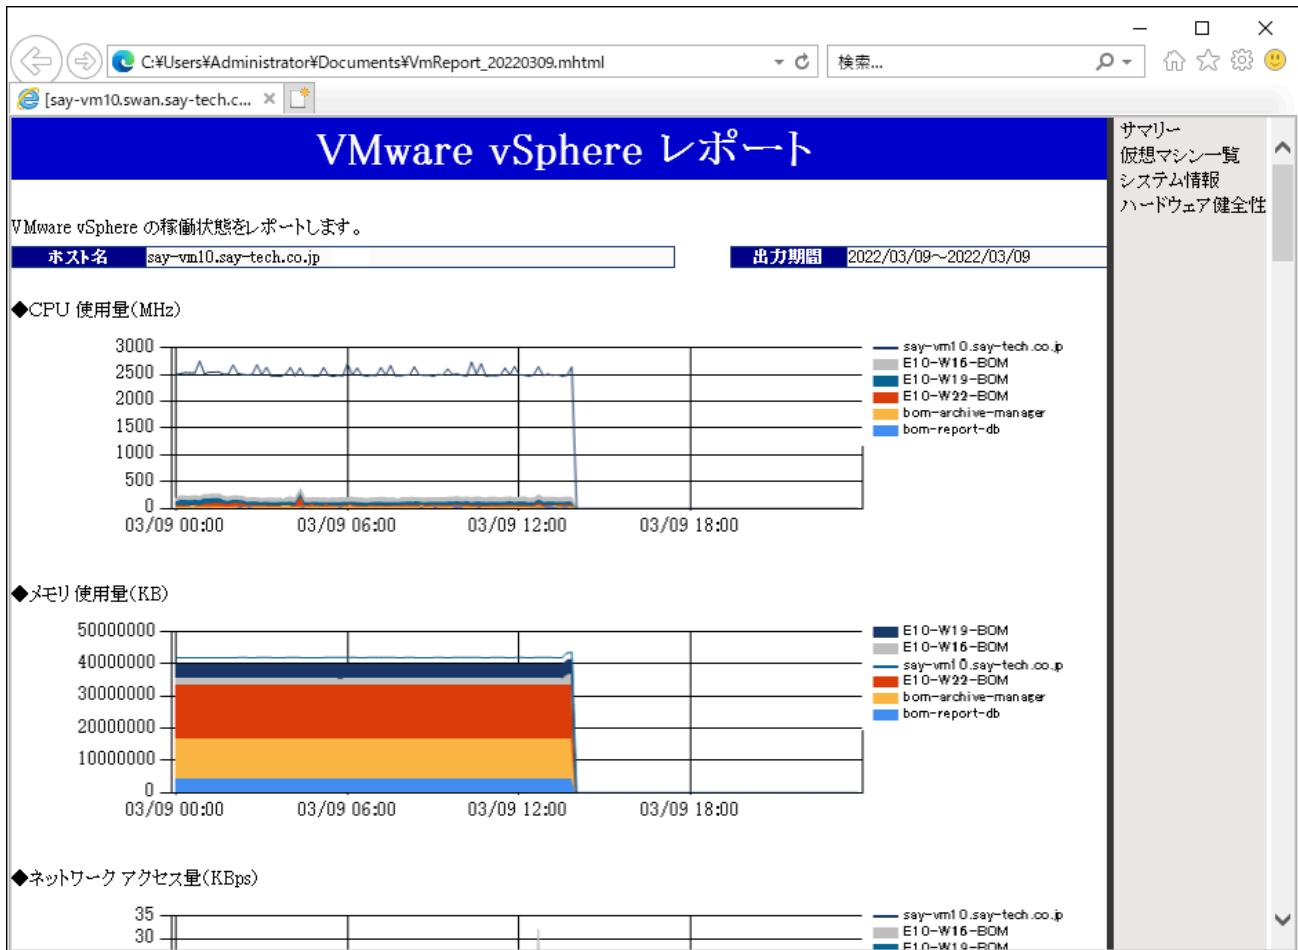 C:¥Users¥Administrator¥Documents¥VmReport_20220309.mhtml
検索...
[say-vm10.swan.say-tech.c...
VMware vSphere レポート
サマリー
仮想マシン一覧
システム情報
ハードウェア健全性
VMware vSphere の稼働状態をレポートします。
ホスト名 say-vm10.say-tech.co.jp 出力期間 2022/03/09～2022/03/09
◆CPU 使用量(MHz)
3000
2500
2000
1500
1000
500
0
03/09 00:00 03/09 06:00 03/09 12:00 03/09 18:00
say-vm10.say-tech.co.jp
E10-W16-BOM
E10-W19-BOM
E10-W22-BOM
bom-archive-manager
bom-report-db
◆メモリ 使用量(KB)
50000000
40000000
30000000
20000000
10000000
0
03/09 00:00 03/09 06:00 03/09 12:00 03/09 18:00
E10-W19-BOM
E10-W16-BOM
say-vm10.say-tech.co.jp
E10-W22-BOM
bom-archive-manager
bom-report-db
◆ネットワーク アクセス量(KBps)
35
30
say-vm10.say-tech.co.jp
E10-W16-BOM
E10-W19-BOM